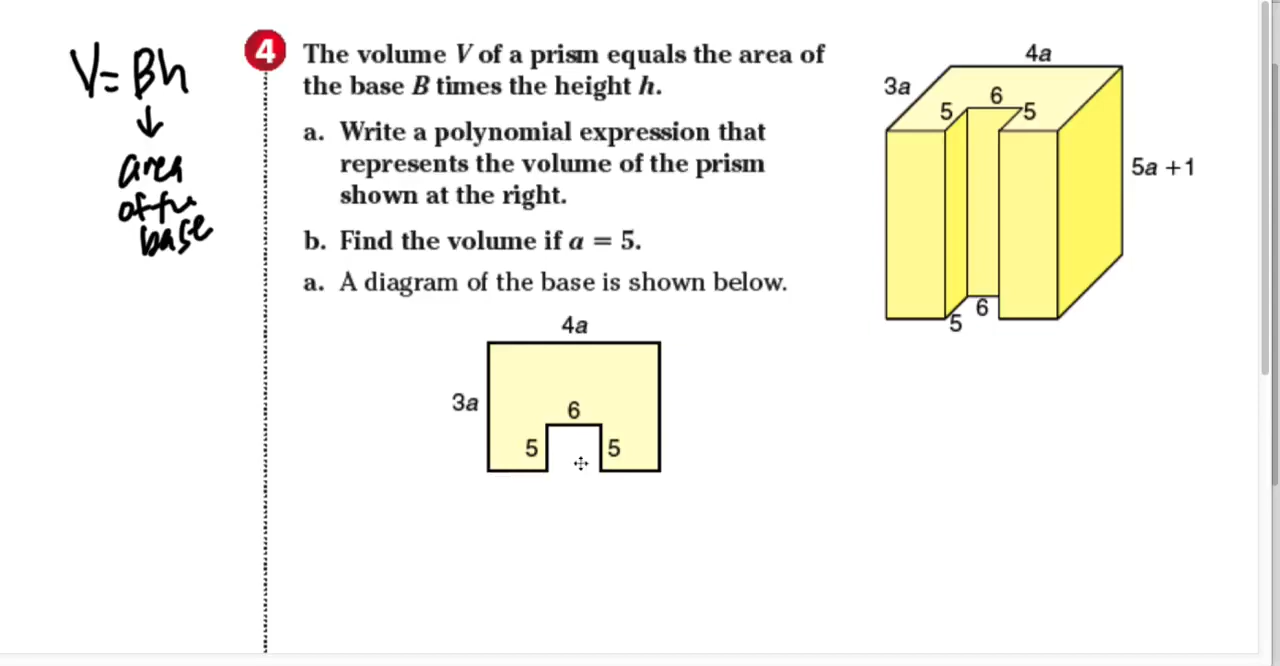 V=Bh
area
of the
base
4
The volume V of a prism equals the area of
the base B times the height h.
a. Write a polynomial expression that
represents the volume of the prism
shown at the right.
b. Find the volume if a = 5.
a. A diagram of the base is shown below.
4a
3a
6
5 5
4a
3a
6
5 5
5a +1
6
5